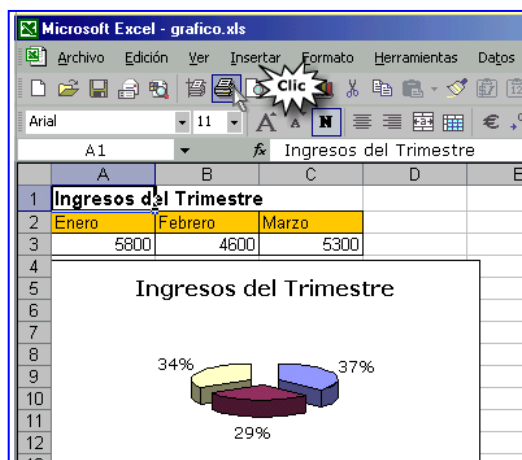 Microsoft Excel - grafico.xls
Archivo Edición Ver Insertar Formato Herramientas Datos
Clic
Arial 11 A A N €
A1 fx Ingresos del Trimestre
A B C D E
1 Ingresos del Trimestre
2 Enero Febrero Marzo
3 5800 4600 5300
4
5 Ingresos del Trimestre
6
7
8
34% 37%
9
10
11
29%
12